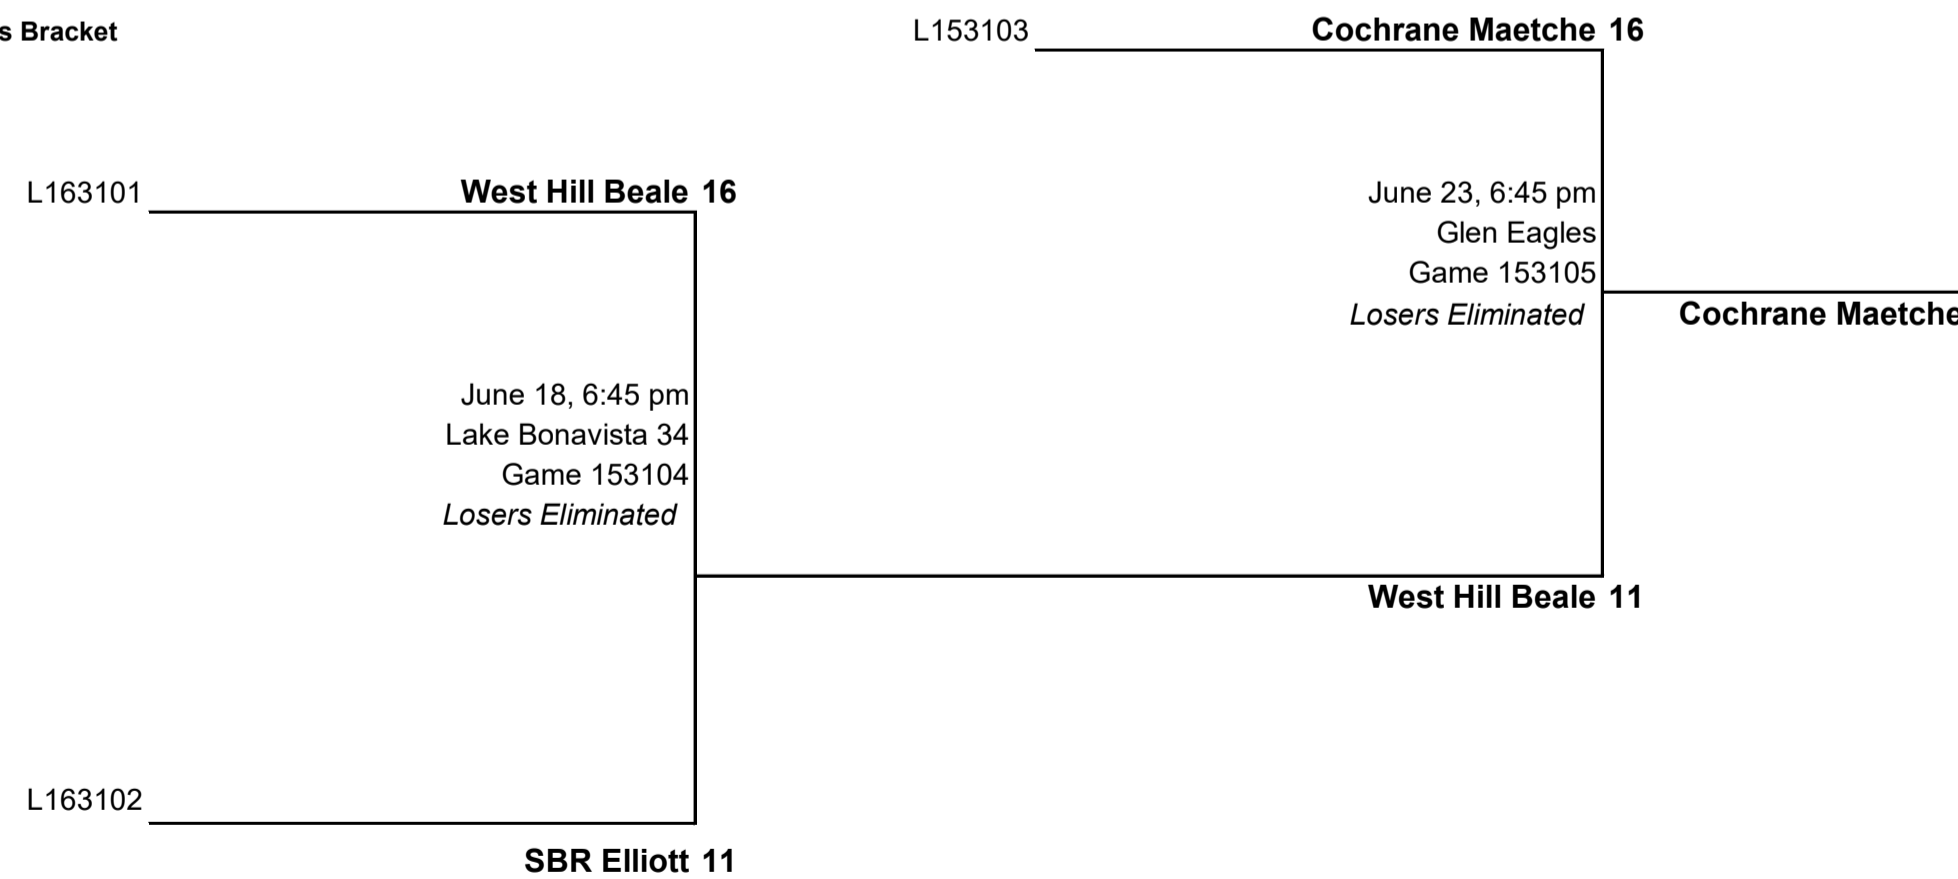 s Bracket
L153103
Cochrane Maetche 16
L163101
West Hill Beale 16
June 23, 6:45 pm
Glen Eagles
Game 153105
Losers Eliminated
Cochrane Maetche
June 18, 6:45 pm
Lake Bonavista 34
Game 153104
Losers Eliminated
West Hill Beale 11
L163102
SBR Elliott 11